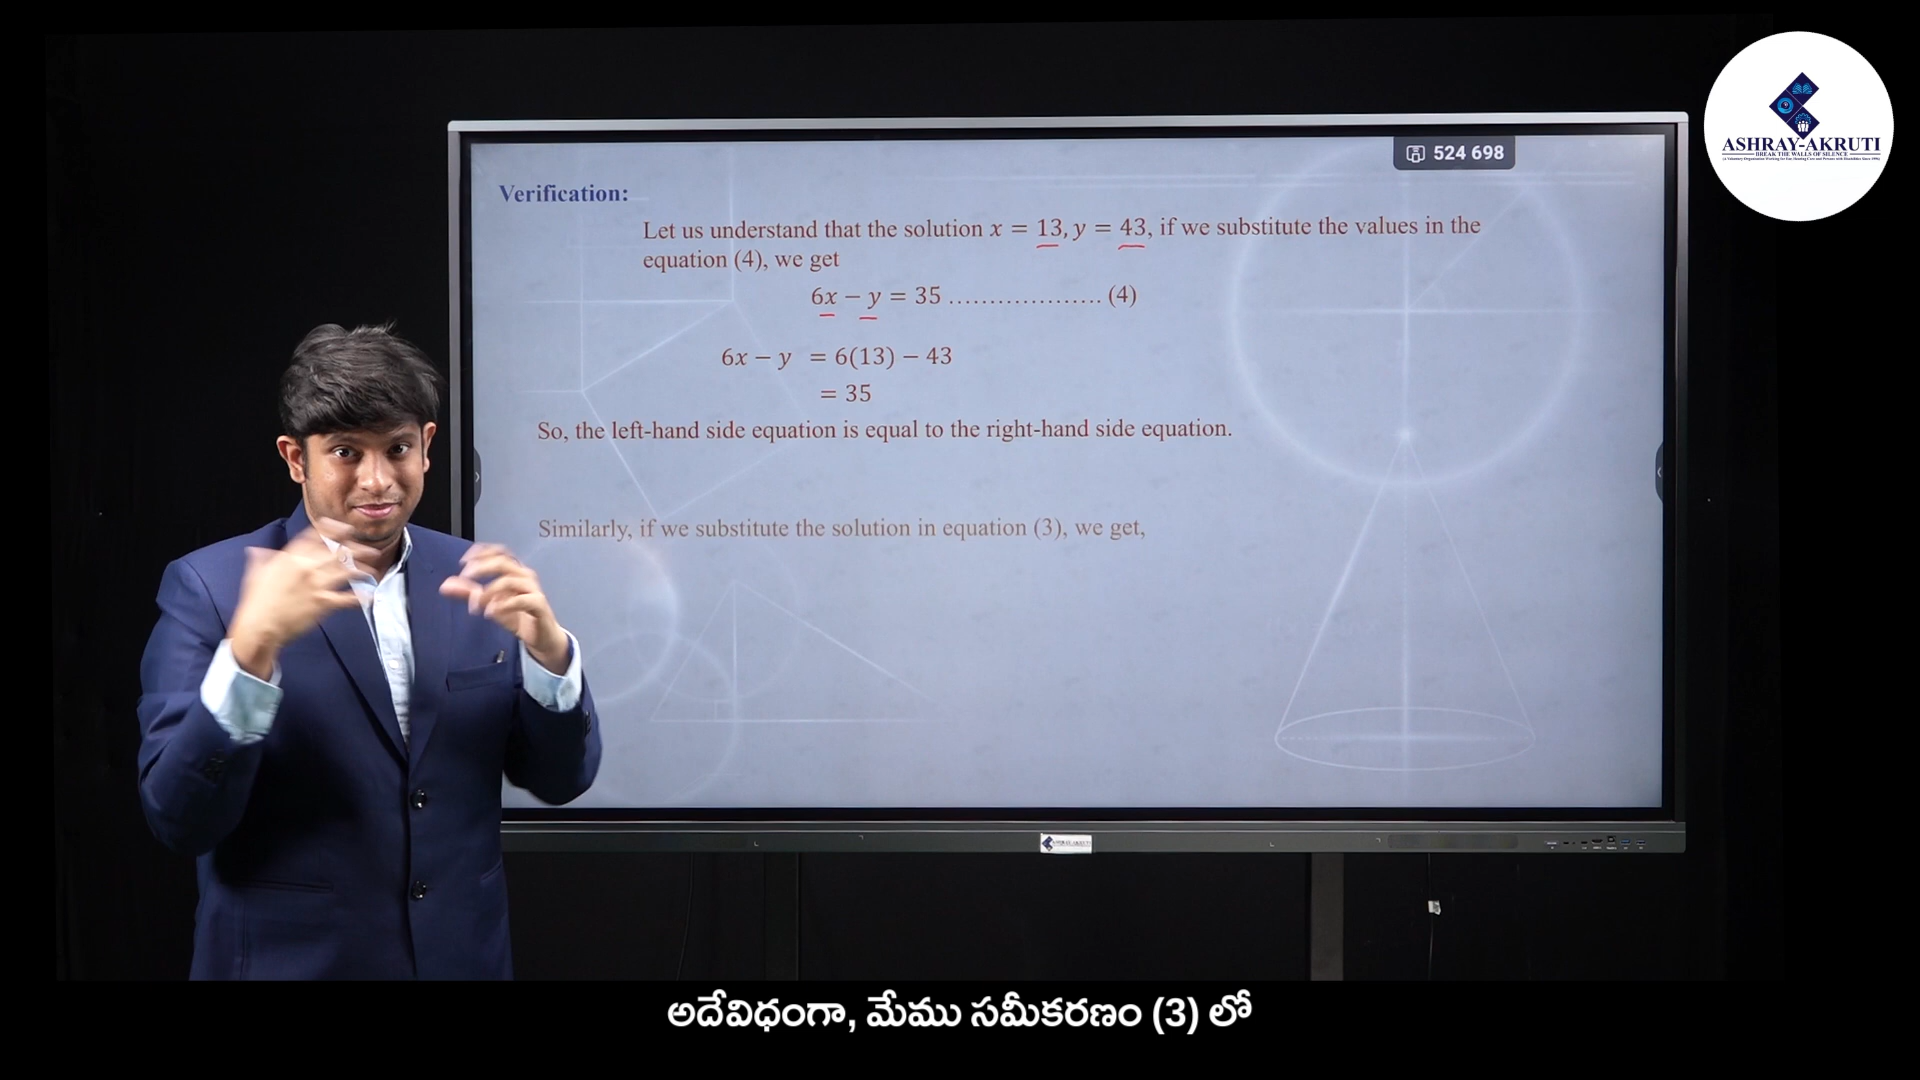 524 698
ASHRAY-AKRUTI
BREAK THE WALLS OF SILENCE
Verification:
Let us understand that the solution x = 13, y = 43, if we substitute the values in the
equation (4), we get
6x − y = 35 ................... (4)
6x − y = 6(13) − 43
= 35
So, the left-hand side equation is equal to the right-hand side equation.
Similarly, if we substitute the solution in equation (3), we get,
ASHRAY-AKRUTI
అదేవిధంగా, మేము సమీకరణం (3) లో